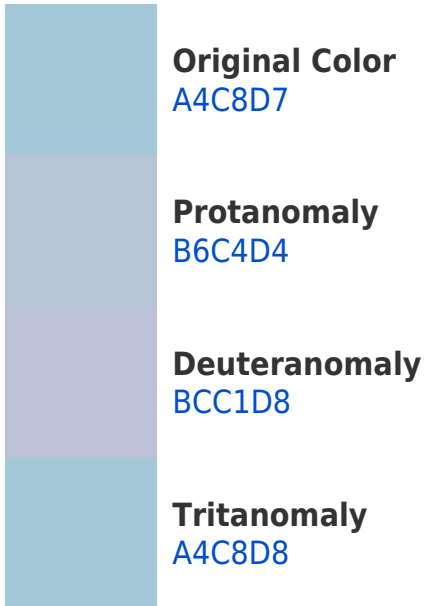 Original Color
A4C8D7
Protanomaly
B6C4D4
Deuteranomaly
BCC1D8
Tritanomaly
A4C8D8